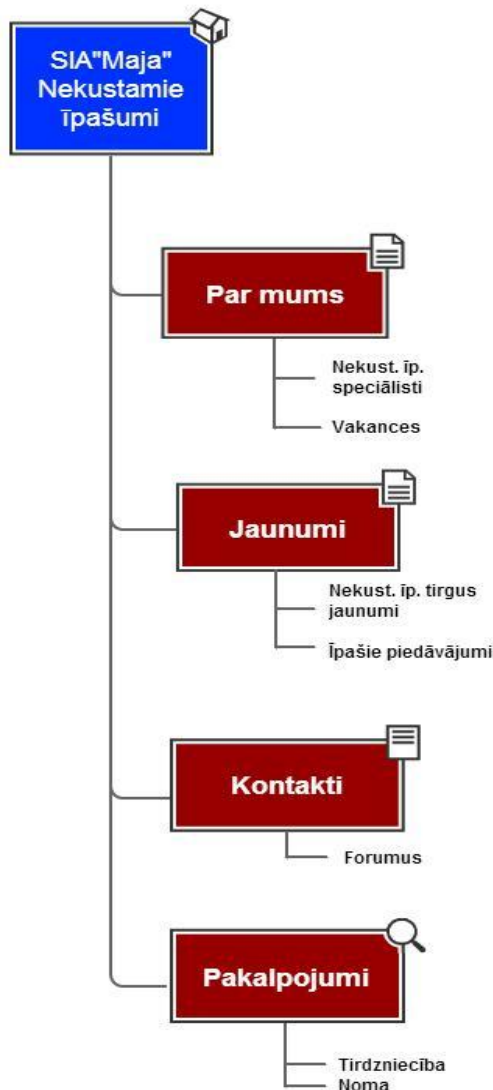 SIA"Maja"
Nekustamie
īpašumi
Par mums
Nekust. īp.
speciālisti
Vakances
Jaunumi
Nekust. īp. tirgus
jaunumi
Īpašie piedāvājumi
Kontakti
Forumus
Pakalpojumi
Tirdzniecība
Noma